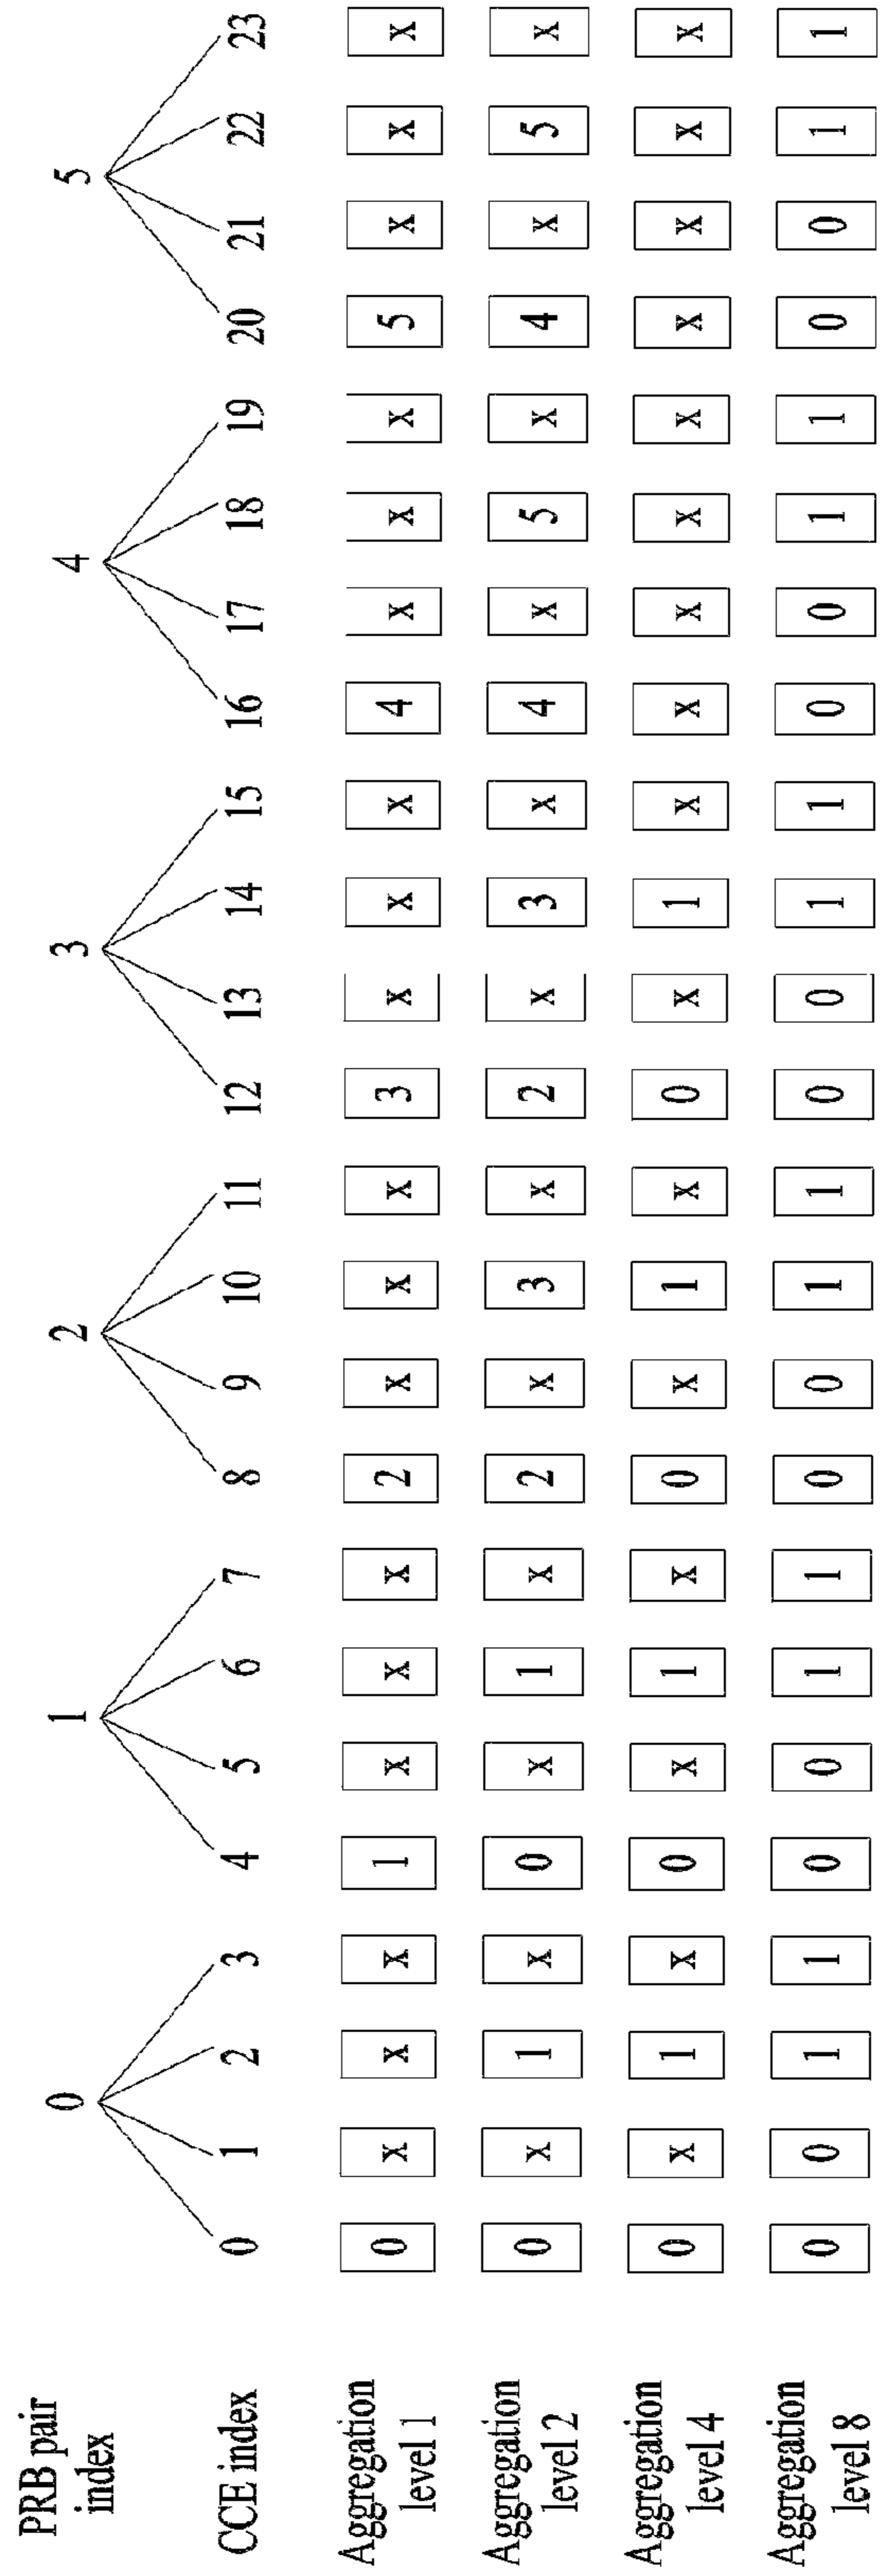 PRB pair index 0 1 2 3 4 5
CCE index 0 1 2 3 4 5 6 7 8 9 10 11 12 13 14 15 16 17 18 19 20 21 22 23
Aggregation level 1 0 x x x 1 x x x 2 x x x 3 x x x 4 x x x 5 x x x
Aggregation level 2 0 x 1 x 0 x 1 x 2 x 3 x 2 x 3 x 4 x 5 x 4 x 5 x
Aggregation level 4 0 x 1 x 0 x 1 x 0 x 1 x 0 x 1 x x x x x x x x x
Aggregation level 8 0 0 1 1 0 0 1 1 0 0 1 1 0 0 1 1 0 0 1 1 0 0 1 1